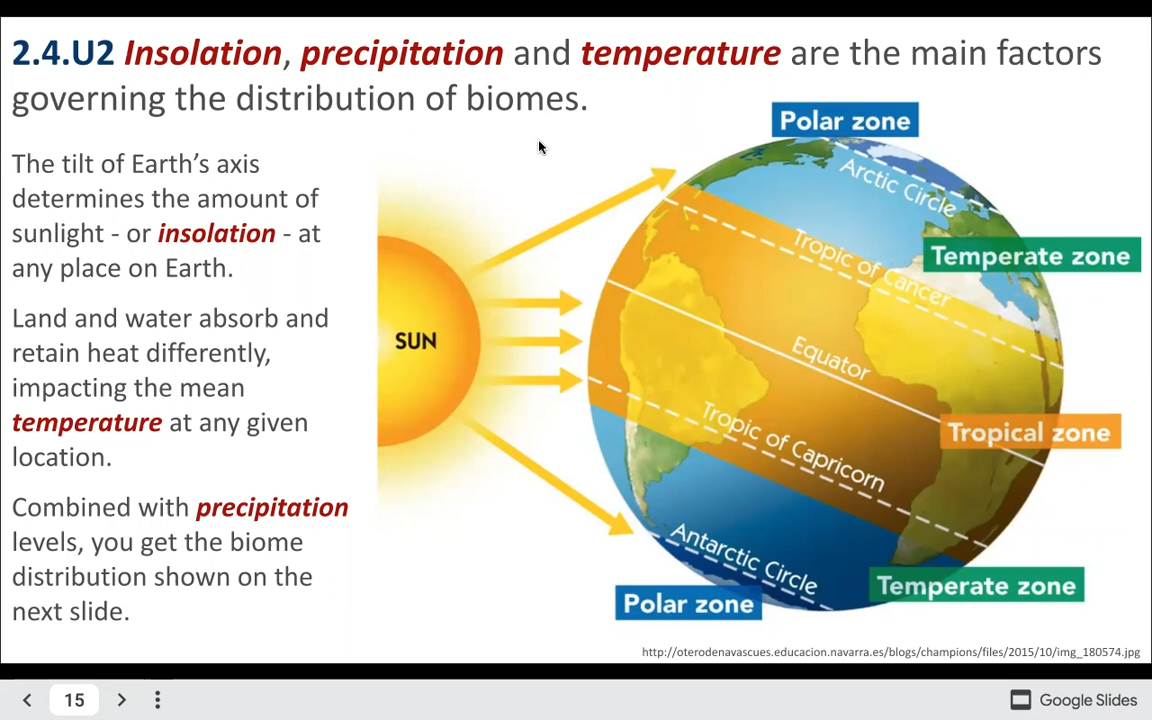 2.4.U2 Insolation, precipitation and temperature are the main factors
governing the distribution of biomes.
The tilt of Earth’s axis
determines the amount of
sunlight - or insolation - at
any place on Earth.
Land and water absorb and
retain heat differently,
impacting the mean
temperature at any given
location.
Combined with precipitation
levels, you get the biome
distribution shown on the
next slide.
SUN
Polar zone
Arctic Circle
Temperate zone
Tropic of Cancer
Equator
Tropical zone
Tropic of Capricorn
Antarctic Circle
Temperate zone
Polar zone
http://oterodenavascues.educacion.navarra.es/blogs/champions/files/2015/10/img_180574.jpg
15
Google Slides